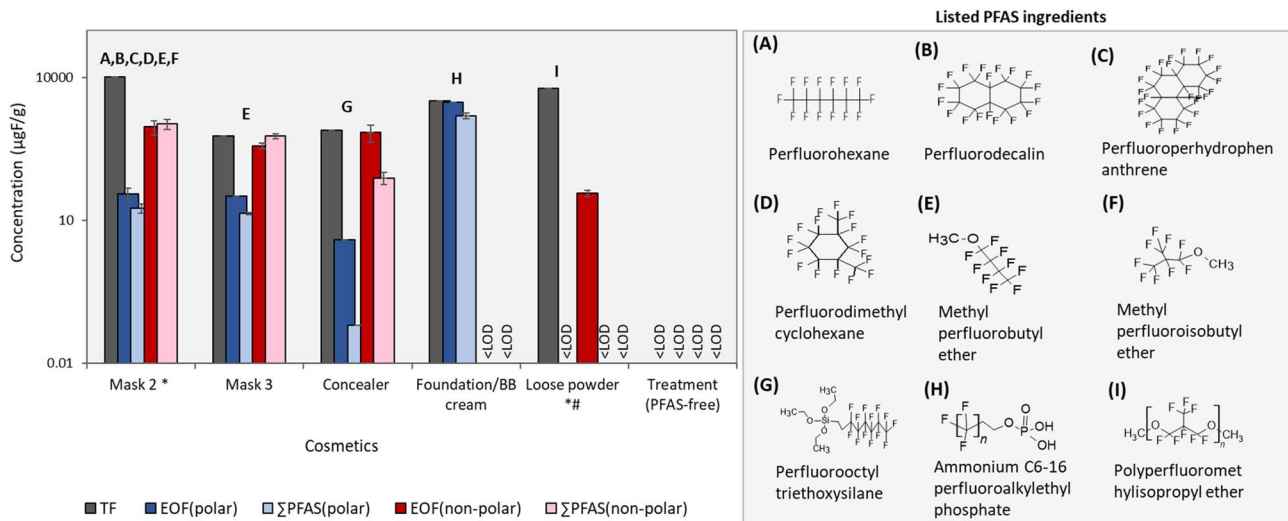 Concentration (µgF/g)
10000
10
0.01
A,B,C,D,E,F
E
G
H
I
<LOD
<LOD
<LOD
<LOD
<LOD
<LOD
<LOD
<LOD
<LOD
Mask 2 *
Mask 3
Concealer
Foundation/BB
cream
Loose powder
*#
Treatment
(PFAS-free)
Cosmetics
TF
EOF(polar)
∑PFAS(polar)
EOF(non-polar)
∑PFAS(non-polar)
Listed PFAS ingredients
(A)
F F F F F F
F F
F F F F F F
Perfluorohexane
(B)
Perfluorodecalin
(C)
Perfluoroperhydrophen
anthrene
(D)
Perfluorodimethyl
cyclohexane
(E)
H₃C-O
Methyl
perfluorobutyl
ether
(F)
O
CH₃
Methyl
perfluoroisobutyl
ether
(G)
Perfluorooctyl
triethoxysilane
(H)
Ammonium C6-16
perfluoroalkylethyl
phosphate
(I)
Polyperfluoromet
hylisopropyl ether